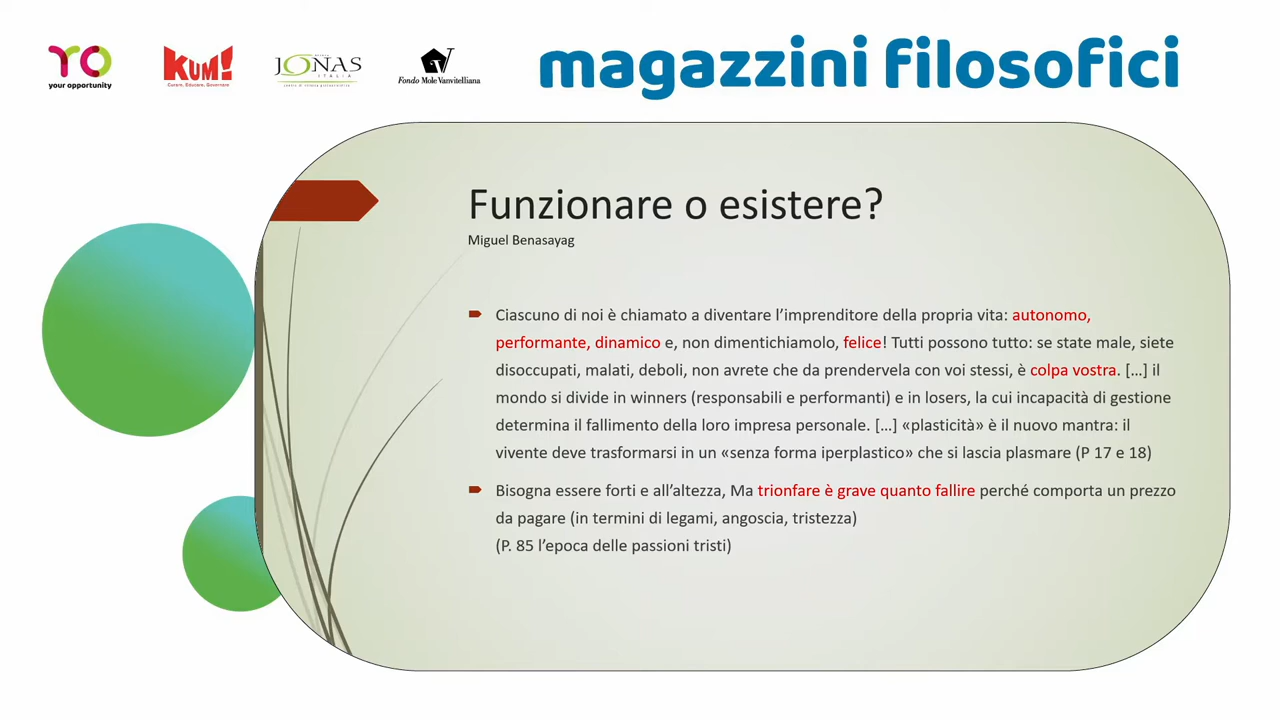 YO
your opportunity
KUM!
Curare, Educare, Governare
JONAS
ITALIA
Fondo Mole Vanvitelliana
magazzini filosofici
Funzionare o esistere?
Miguel Benasayag
Ciascuno di noi è chiamato a diventare l’imprenditore della propria vita: autonomo,
performante, dinamico e, non dimentichiamolo, felice! Tutti possono tutto: se state male, siete
disoccupati, malati, deboli, non avrete che da prendervela con voi stessi, è colpa vostra. […] il
mondo si divide in winners (responsabili e performanti) e in losers, la cui incapacità di gestione
determina il fallimento della loro impresa personale. […] «plasticità» è il nuovo mantra: il
vivente deve trasformarsi in un «senza forma iperplastico» che si lascia plasmare (P 17 e 18)
Bisogna essere forti e all’altezza, Ma trionfare è grave quanto fallire perché comporta un prezzo
da pagare (in termini di legami, angoscia, tristezza)
(P. 85 l’epoca delle passioni tristi)